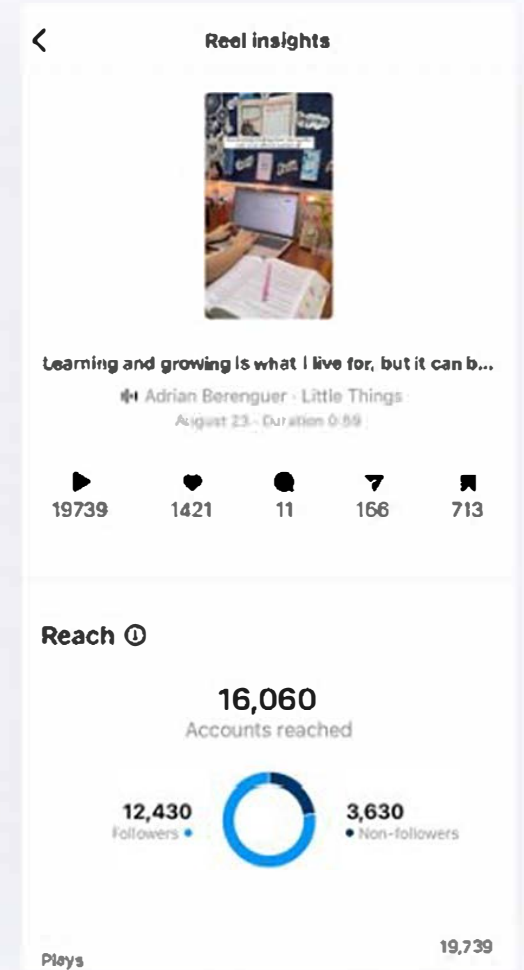 Reel insights
Learning and growing is what I live for, but it can b...
Adrian Berenguer · Little Things
August 23 · Duration 0:59
19739 1421 11 166 713
Reach
16,060
Accounts reached
12,430 3,630
Followers Non-followers
Plays 19,739